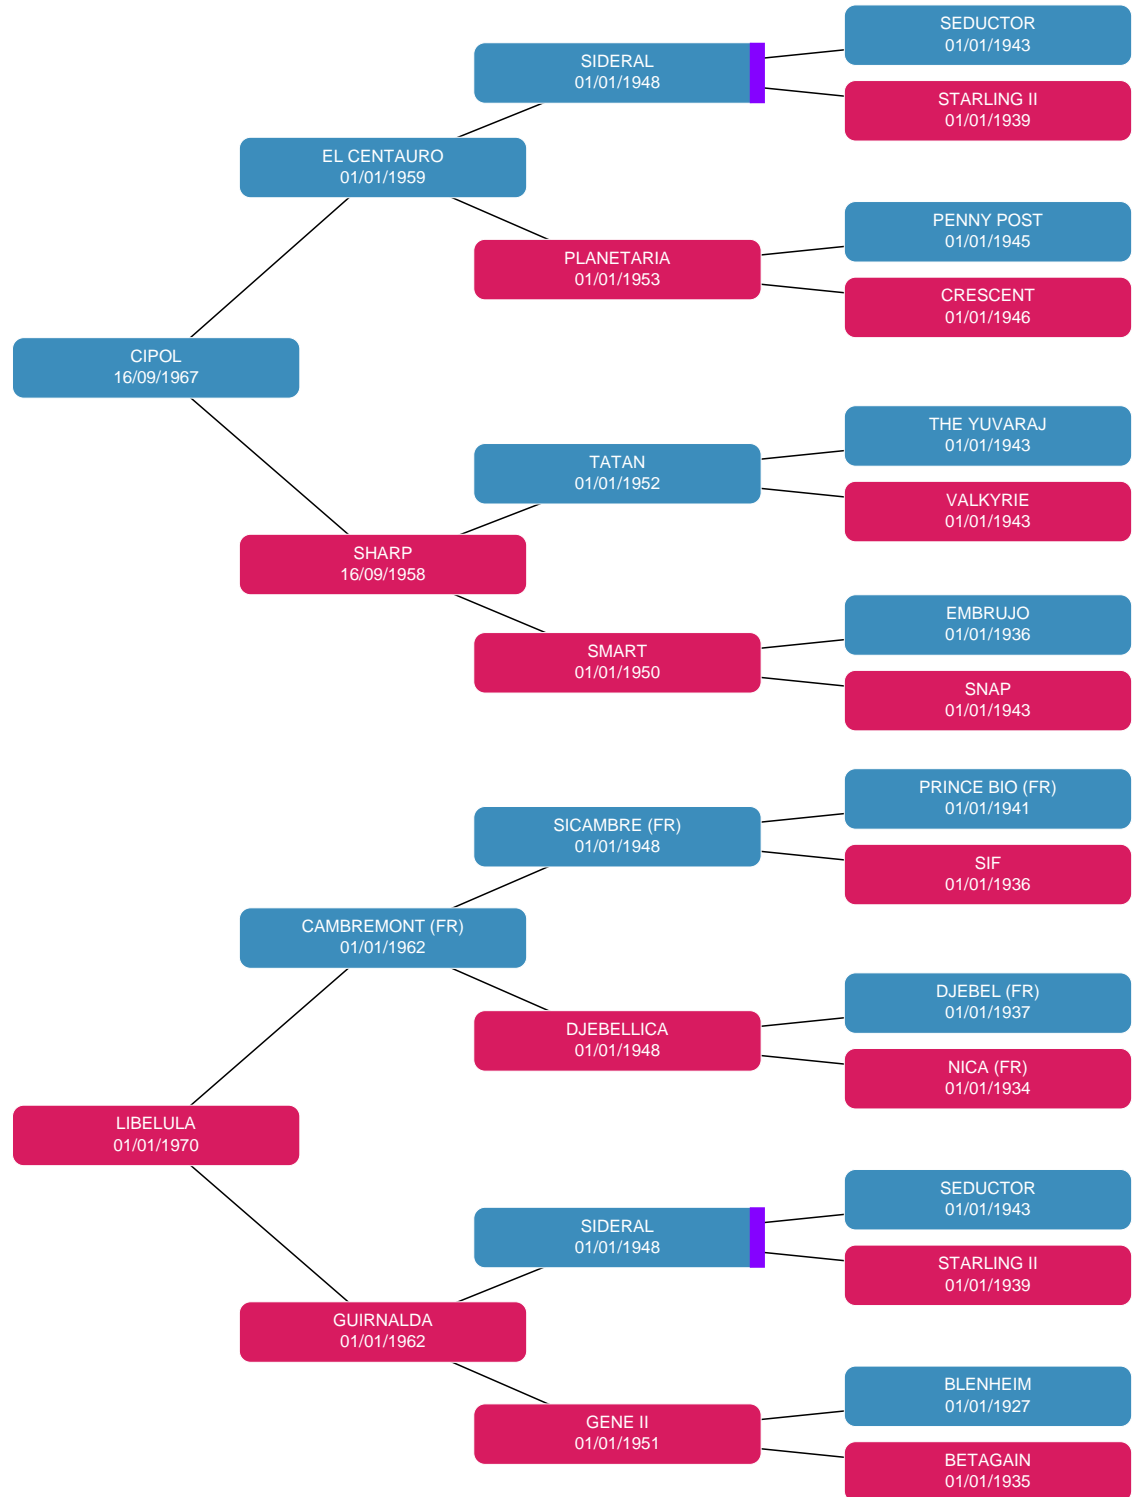 SEDUCTOR
01/01/1943
SIDERAL
01/01/1948
STARLING II
01/01/1939
EL CENTAURO
01/01/1959
PENNY POST
01/01/1945
PLANETARIA
01/01/1953
CRESCENT
01/01/1946
CIPOL
16/09/1967
THE YUVARAJ
01/01/1943
TATAN
01/01/1952
VALKYRIE
01/01/1943
SHARP
16/09/1958
EMBRUJO
01/01/1936
SMART
01/01/1950
SNAP
01/01/1943
PRINCE BIO (FR)
01/01/1941
SICAMBRE (FR)
01/01/1948
SIF
01/01/1936
CAMBREMONT (FR)
01/01/1962
DJEBEL (FR)
01/01/1937
DJEBELLICA
01/01/1948
NICA (FR)
01/01/1934
LIBELULA
01/01/1970
SEDUCTOR
01/01/1943
SIDERAL
01/01/1948
STARLING II
01/01/1939
GUIRNALDA
01/01/1962
BLENHEIM
01/01/1927
GENE II
01/01/1951
BETAGAIN
01/01/1935